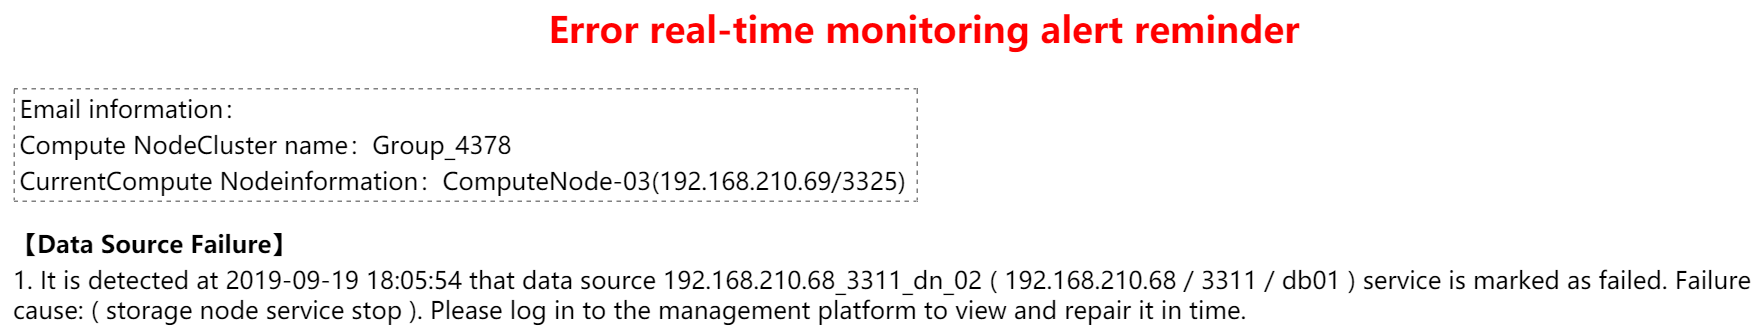 Error real-time monitoring alert reminder
Email information：
Compute NodeCluster name：Group_4378
CurrentCompute Nodeinformation：ComputeNode-03(192.168.210.69/3325)
【Data Source Failure】
1. It is detected at 2019-09-19 18:05:54 that data source 192.168.210.68_3311_dn_02 ( 192.168.210.68 / 3311 / db01 ) service is marked as failed. Failure
cause: ( storage node service stop ). Please log in to the management platform to view and repair it in time.